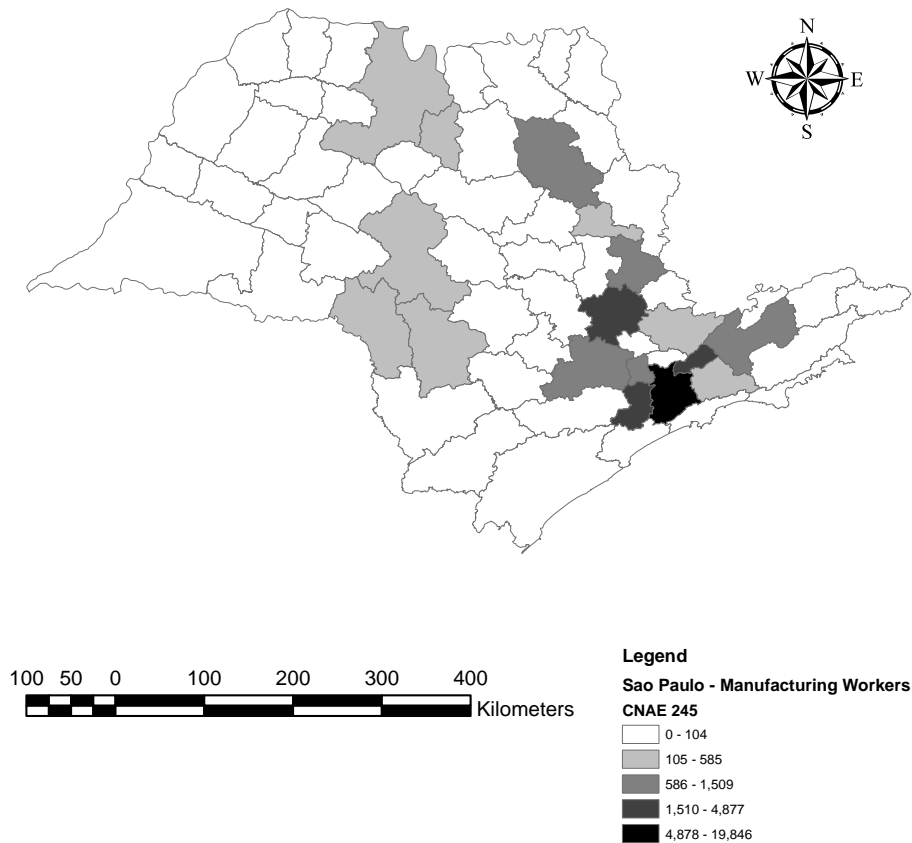 N
W E
S
100 50 0 100 200 300 400
Kilometers
Legend
Sao Paulo - Manufacturing Workers
CNAE 245
0 - 104
105 - 585
586 - 1,509
1,510 - 4,877
4,878 - 19,846